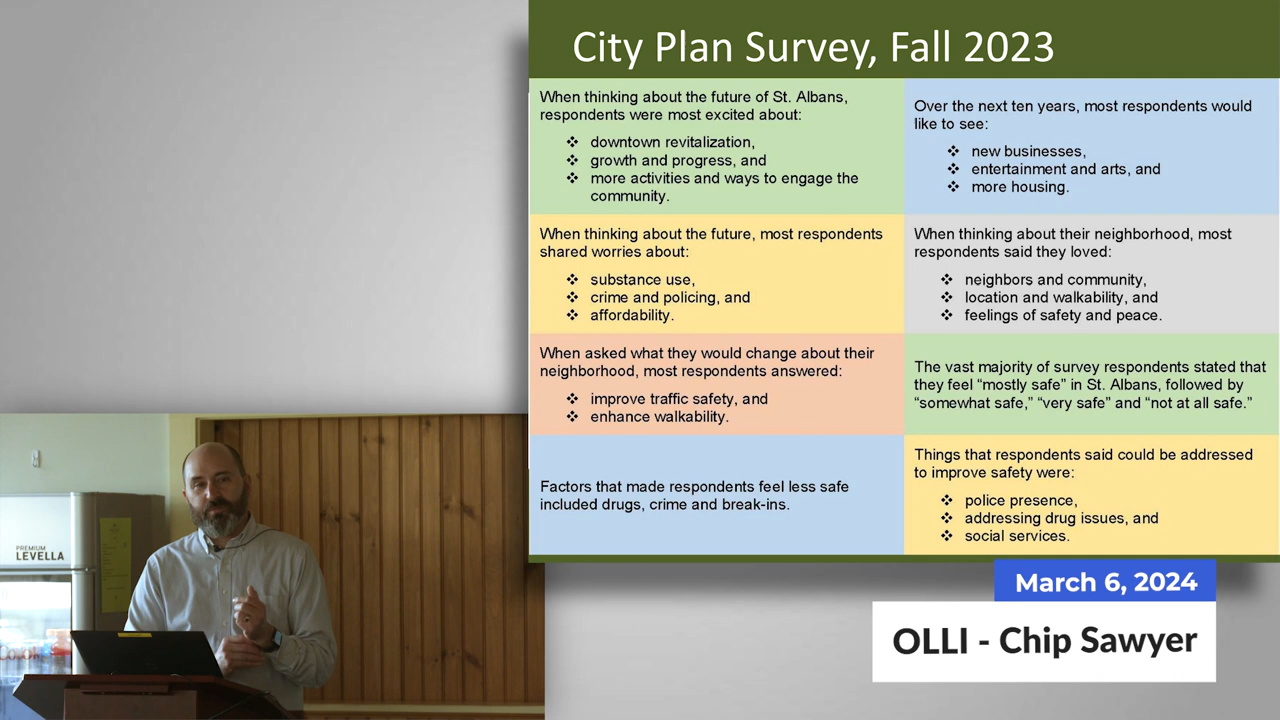 City Plan Survey, Fall 2023
When thinking about the future of St. Albans,
respondents were most excited about:
❖ downtown revitalization,
❖ growth and progress, and
❖ more activities and ways to engage the
community.
Over the next ten years, most respondents would
like to see:
❖ new businesses,
❖ entertainment and arts, and
❖ more housing.
When thinking about the future, most respondents
shared worries about:
❖ substance use,
❖ crime and policing, and
❖ affordability.
When thinking about their neighborhood, most
respondents said they loved:
❖ neighbors and community,
❖ location and walkability, and
❖ feelings of safety and peace.
When asked what they would change about their
neighborhood, most respondents answered:
❖ improve traffic safety, and
❖ enhance walkability.
The vast majority of survey respondents stated that
they feel “mostly safe” in St. Albans, followed by
“somewhat safe,” “very safe” and “not at all safe.”
Factors that made respondents feel less safe
included drugs, crime and break-ins.
Things that respondents said could be addressed
to improve safety were:
❖ police presence,
❖ addressing drug issues, and
❖ social services.
PREMIUM
LEVELLA
March 6, 2024
OLLI - Chip Sawyer